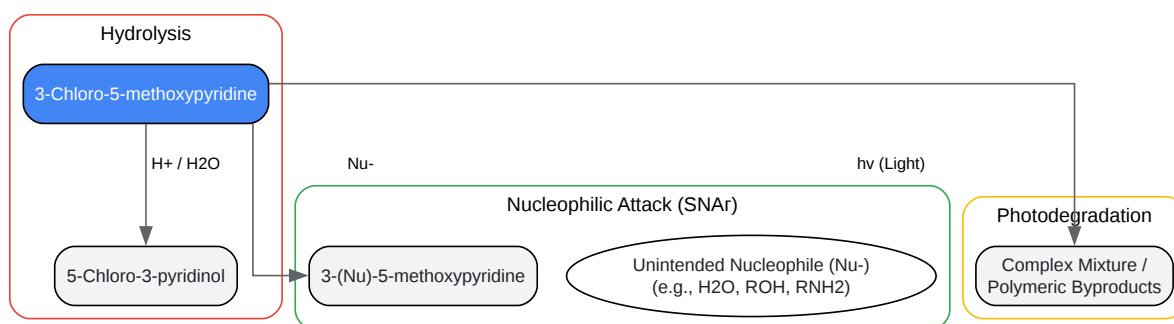 Hydrolysis
3-Chloro-5-methoxypyridine
H+ / H2O
Nu-
hv (Light)
Nucleophilic Attack (SNAr)
Photodegradation
5-Chloro-3-pyridinol
3-(Nu)-5-methoxypyridine
Unintended Nucleophile (Nu-)
(e.g., H2O, ROH, RNH2)
Complex Mixture /
Polymeric Byproducts